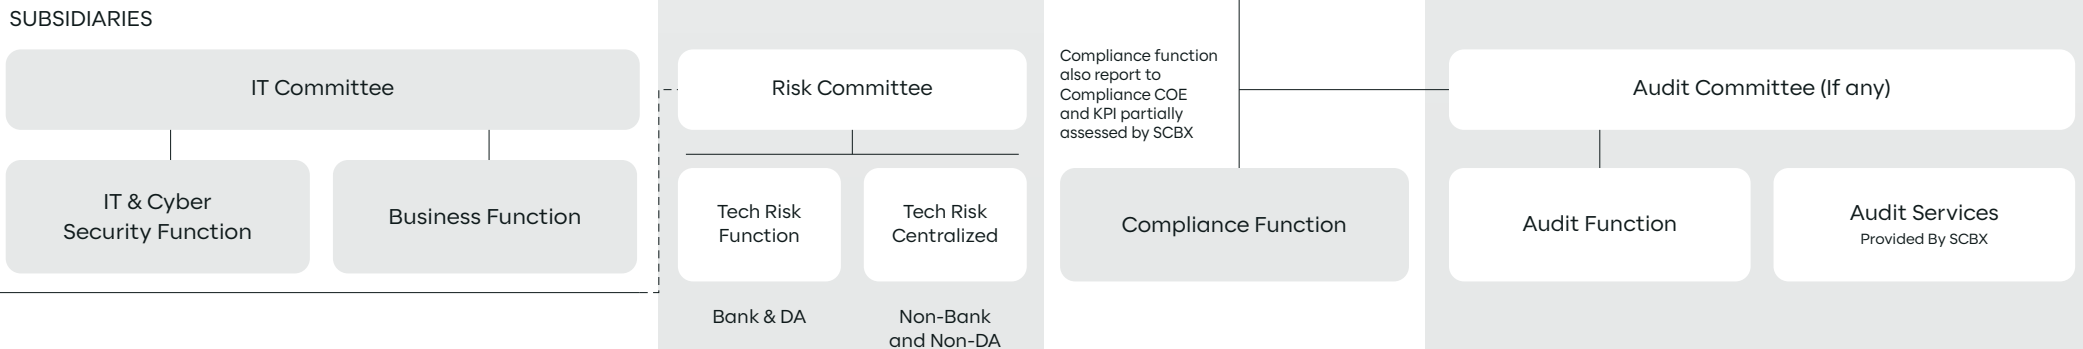 SUBSIDIARIES
IT Committee
IT & Cyber
Security Function
Business Function
Risk Committee
Tech Risk
Function
Tech Risk
Centralized
Bank & DA
Non-Bank
and Non-DA
Compliance function
also report to
Compliance COE
and KPI partially
assessed by SCBX
Compliance Function
Audit Committee (If any)
Audit Function
Audit Services
Provided By SCBX